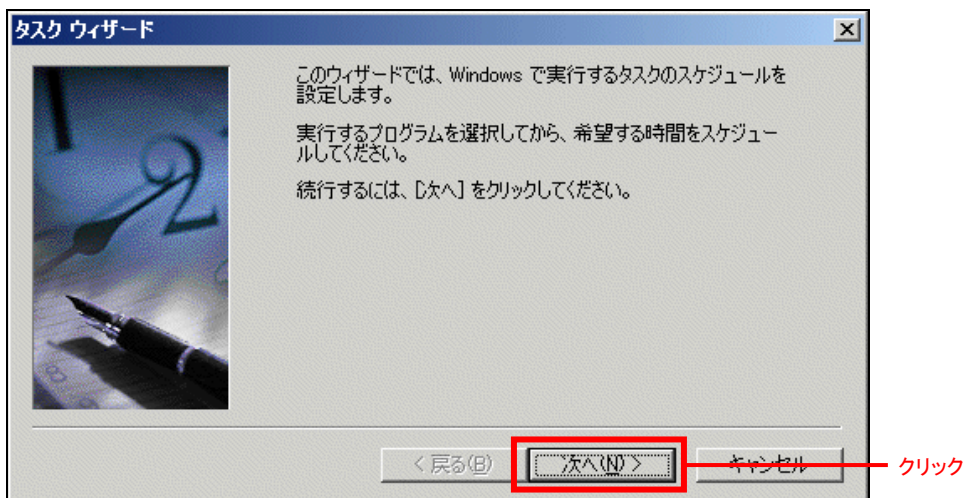 タスク ウィザード
このウィザードでは、Windows で実行するタスクのスケジュールを
設定します。
実行するプログラムを選択してから、希望する時間をスケジュー
ルしてください。
続行するには、[次へ] をクリックしてください。
< 戻る(B)
次へ(N) >
キャンセル
クリック